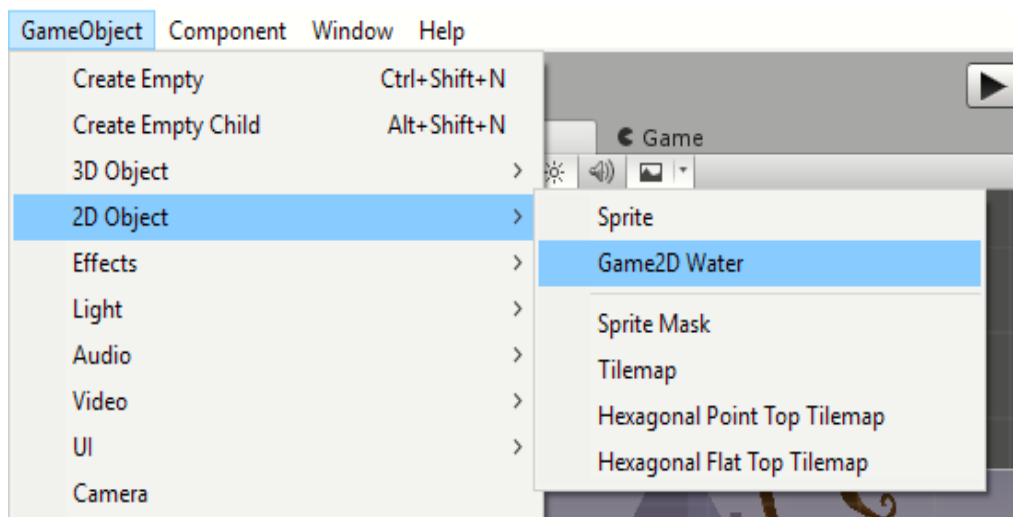 GameObject Component Window Help
Create Empty Ctrl+Shift+N
Create Empty Child Alt+Shift+N
Game
3D Object
2D Object
Sprite
Effects
Game2D Water
Light
Sprite Mask
Audio
Tilemap
Video
Hexagonal Point Top Tilemap
UI
Hexagonal Flat Top Tilemap
Camera